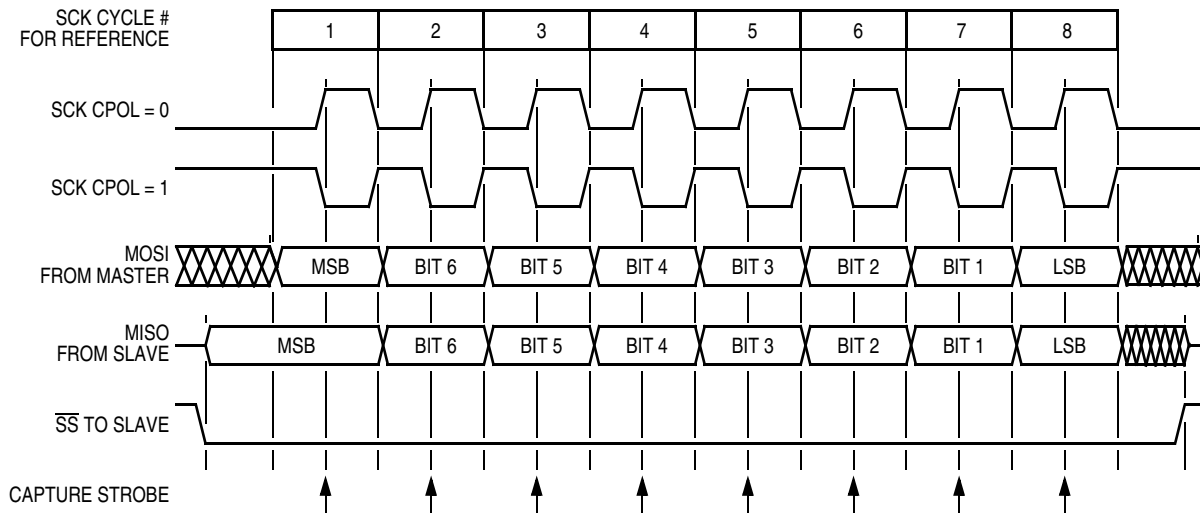 SCK CYCLE #
FOR REFERENCE
1 2 3 4 5 6 7 8
SCK CPOL = 0
SCK CPOL = 1
MOSI
FROM MASTER
MSB BIT 6 BIT 5 BIT 4 BIT 3 BIT 2 BIT 1 LSB
MISO
FROM SLAVE
MSB BIT 6 BIT 5 BIT 4 BIT 3 BIT 2 BIT 1 LSB
S̅S̅ TO SLAVE
CAPTURE STROBE